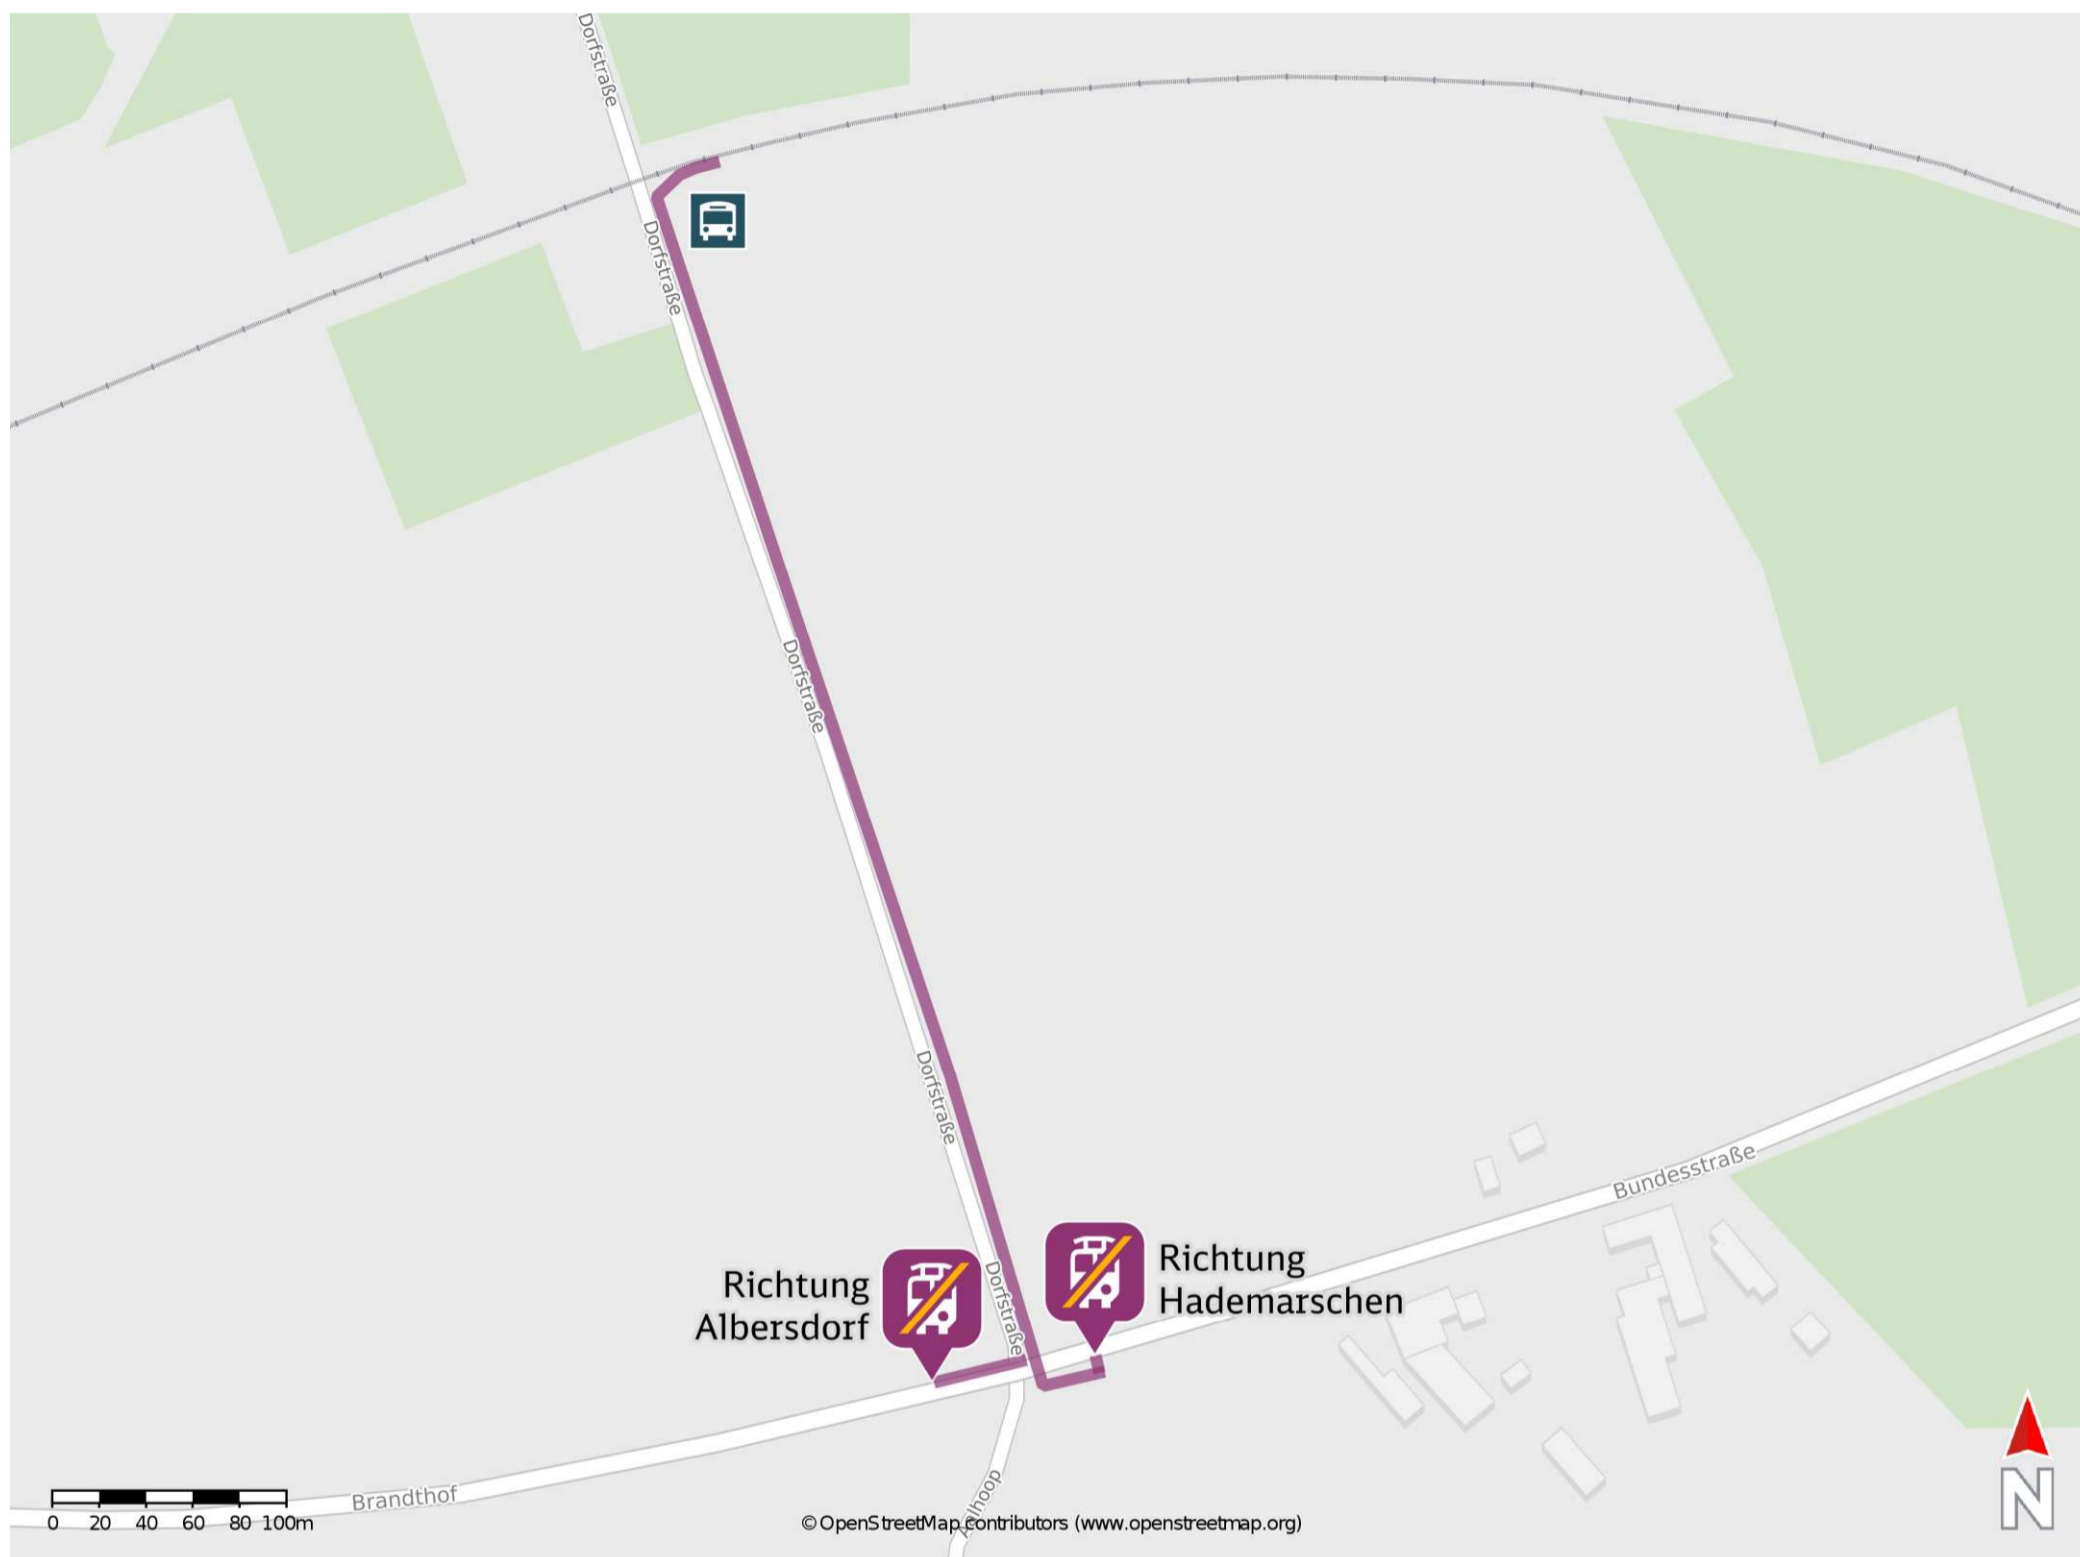 Dorfstraße
Dorfstraße
Dorfstraße
Dorfstraße
Bundesstraße
Richtung
Hademarschen
Richtung
Albersdorf
Dorfstraße
Brandthof
Aalhoop
0 20 40 60 80 100m
© OpenStreetMap contributors (www.openstreetmap.org)
N